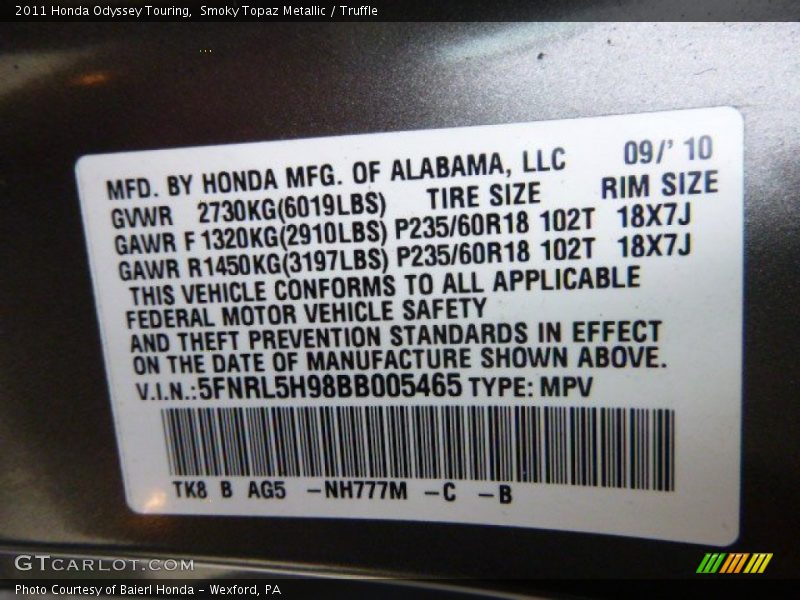 2011 Honda Odyssey Touring,  Smoky Topaz Metallic / Truffle
MFD. BY HONDA MFG. OF ALABAMA, LLC 09/' 10
GVWR 2730KG(6019LBS) TIRE SIZE RIM SIZE
GAWR F 1320KG(2910LBS) P235/60R18 102T 18X7J
GAWR R1450KG(3197LBS) P235/60R18 102T 18X7J
THIS VEHICLE CONFORMS TO ALL APPLICABLE
FEDERAL MOTOR VEHICLE SAFETY
AND THEFT PREVENTION STANDARDS IN EFFECT
ON THE DATE OF MANUFACTURE SHOWN ABOVE.
V.I.N.:5FNRL5H98BB005465 TYPE: MPV
TK8 B AG5 -NH777M -C -B
GTCARLOT.COM
Photo Courtesy of Baierl Honda - Wexford, PA